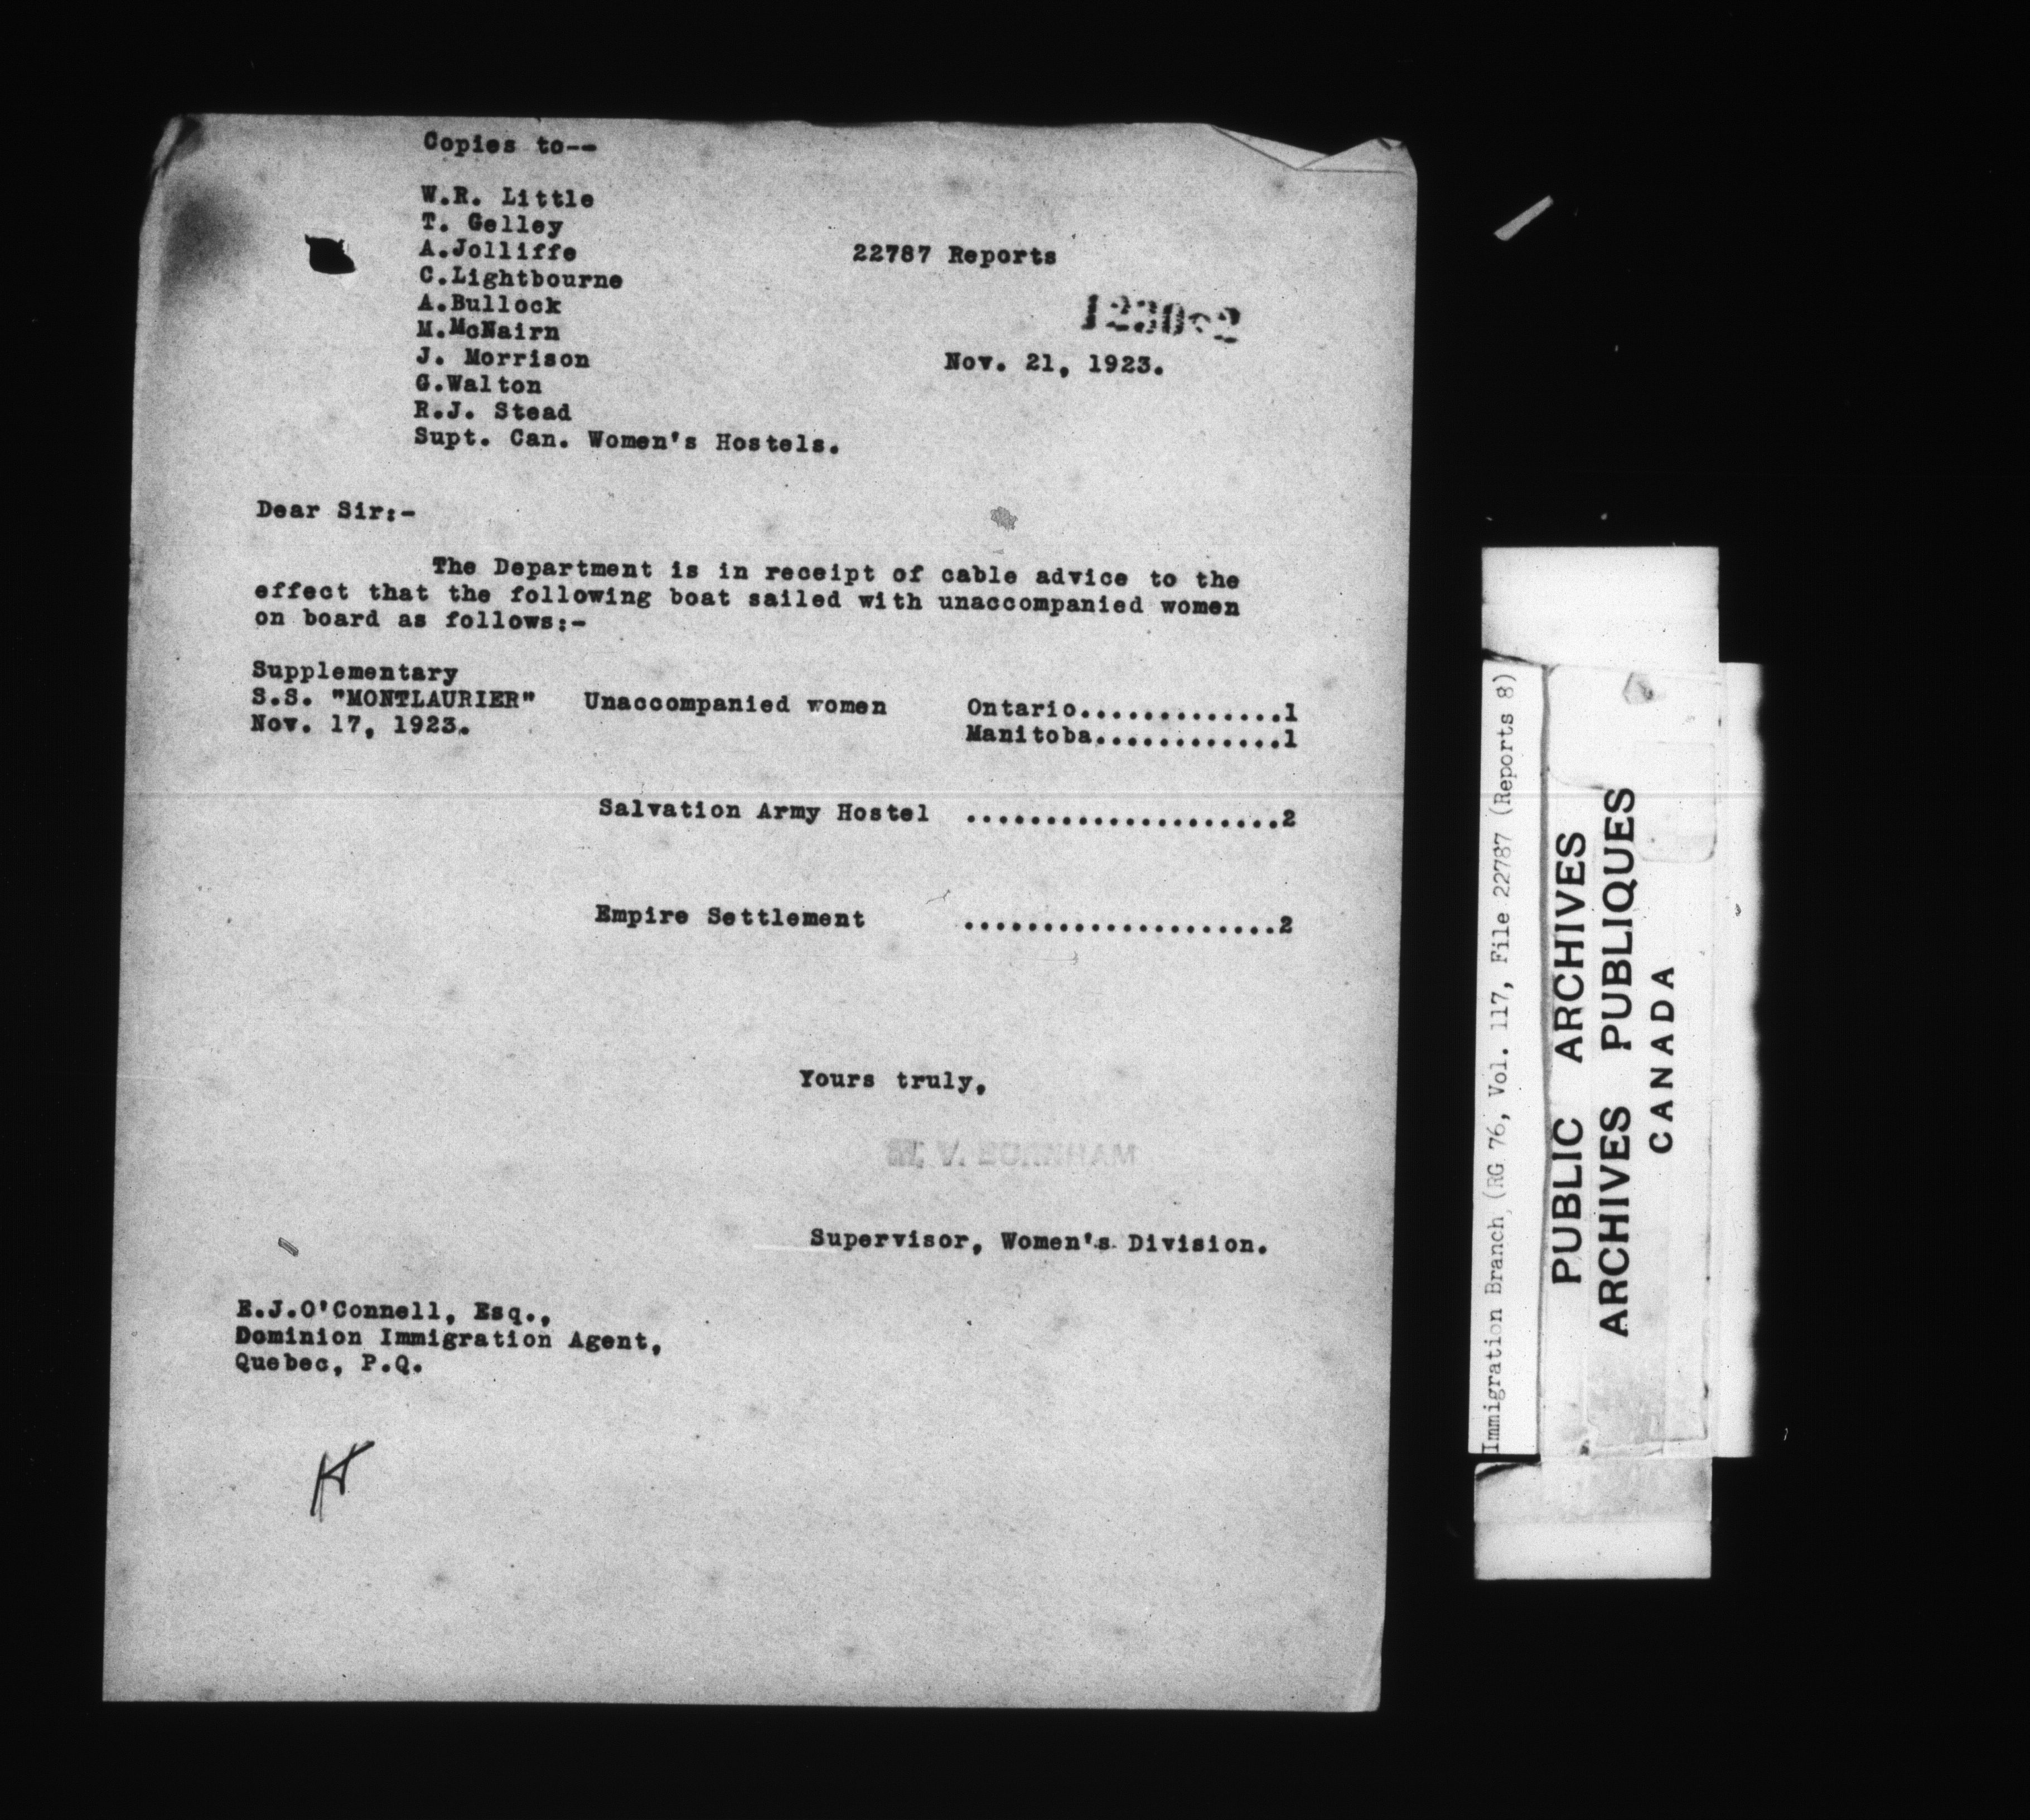 Copies to--
W.R. Little
T. Gelley
A.Jolliffe
C.Lightbourne
A.Bullock
M.McNairn
J. Morrison
G.Walton
R.J. Stead
Supt. Can. Women's Hostels.
22787 Reports
Nov. 21, 1923.
Dear Sir:-
The Department is in receipt of cable advice to the
effect that the following boat sailed with unaccompanied women
on board as follows:-
Supplementary
S.S. "MONTLAURIER" Unaccompanied women Ontario.............1
Nov. 17, 1923. Manitoba............1
Salvation Army Hostel ....................2
Empire Settlement ....................2
Yours truly,
V. BURNHAM
Supervisor, Women's Division.
E.J.O'Connell, Esq.,
Dominion Immigration Agent,
Quebec, P.Q.
Immigration Branch (RG 76, Vol. 117, File 22787 (Reports 8)
PUBLIC ARCHIVES
ARCHIVES PUBLIQUES
CANADA